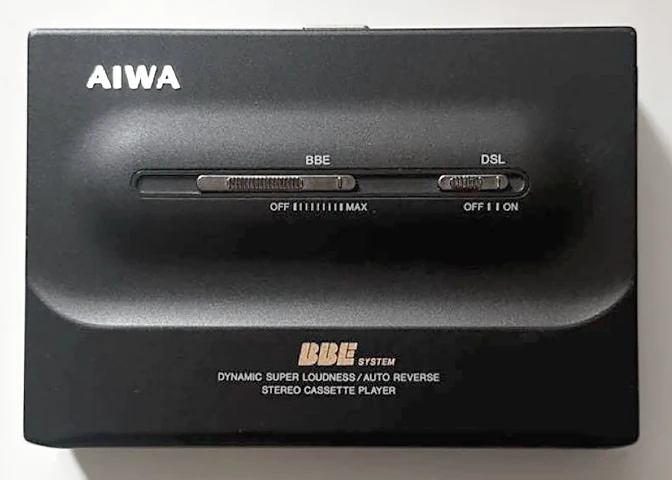 AIWA
BBE DSL
OFF MAX OFF ON
BBE SYSTEM
DYNAMIC SUPER LOUDNESS/AUTO REVERSE
STEREO CASSETTE PLAYER